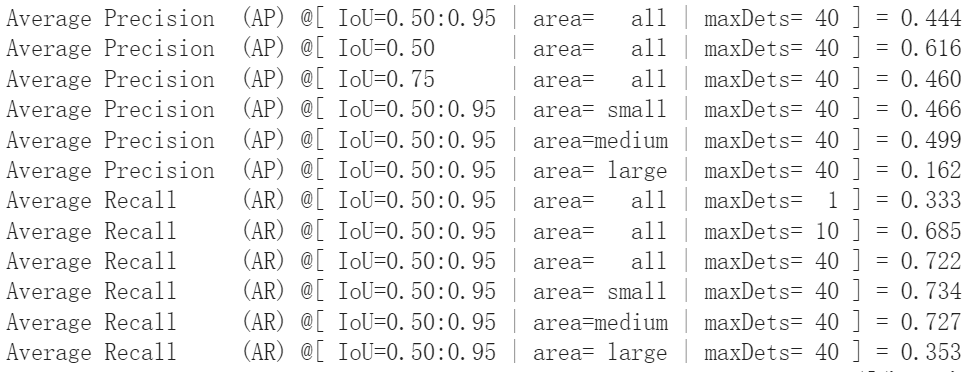 Average Precision  (AP) @[ IoU=0.50:0.95 | area=   all | maxDets= 40 ] = 0.444
Average Precision  (AP) @[ IoU=0.50      | area=   all | maxDets= 40 ] = 0.616
Average Precision  (AP) @[ IoU=0.75      | area=   all | maxDets= 40 ] = 0.460
Average Precision  (AP) @[ IoU=0.50:0.95 | area= small | maxDets= 40 ] = 0.466
Average Precision  (AP) @[ IoU=0.50:0.95 | area=medium | maxDets= 40 ] = 0.499
Average Precision  (AP) @[ IoU=0.50:0.95 | area= large | maxDets= 40 ] = 0.162
Average Recall     (AR) @[ IoU=0.50:0.95 | area=   all | maxDets=  1 ] = 0.333
Average Recall     (AR) @[ IoU=0.50:0.95 | area=   all | maxDets= 10 ] = 0.685
Average Recall     (AR) @[ IoU=0.50:0.95 | area=   all | maxDets= 40 ] = 0.722
Average Recall     (AR) @[ IoU=0.50:0.95 | area= small | maxDets= 40 ] = 0.734
Average Recall     (AR) @[ IoU=0.50:0.95 | area=medium | maxDets= 40 ] = 0.727
Average Recall     (AR) @[ IoU=0.50:0.95 | area= large | maxDets= 40 ] = 0.353